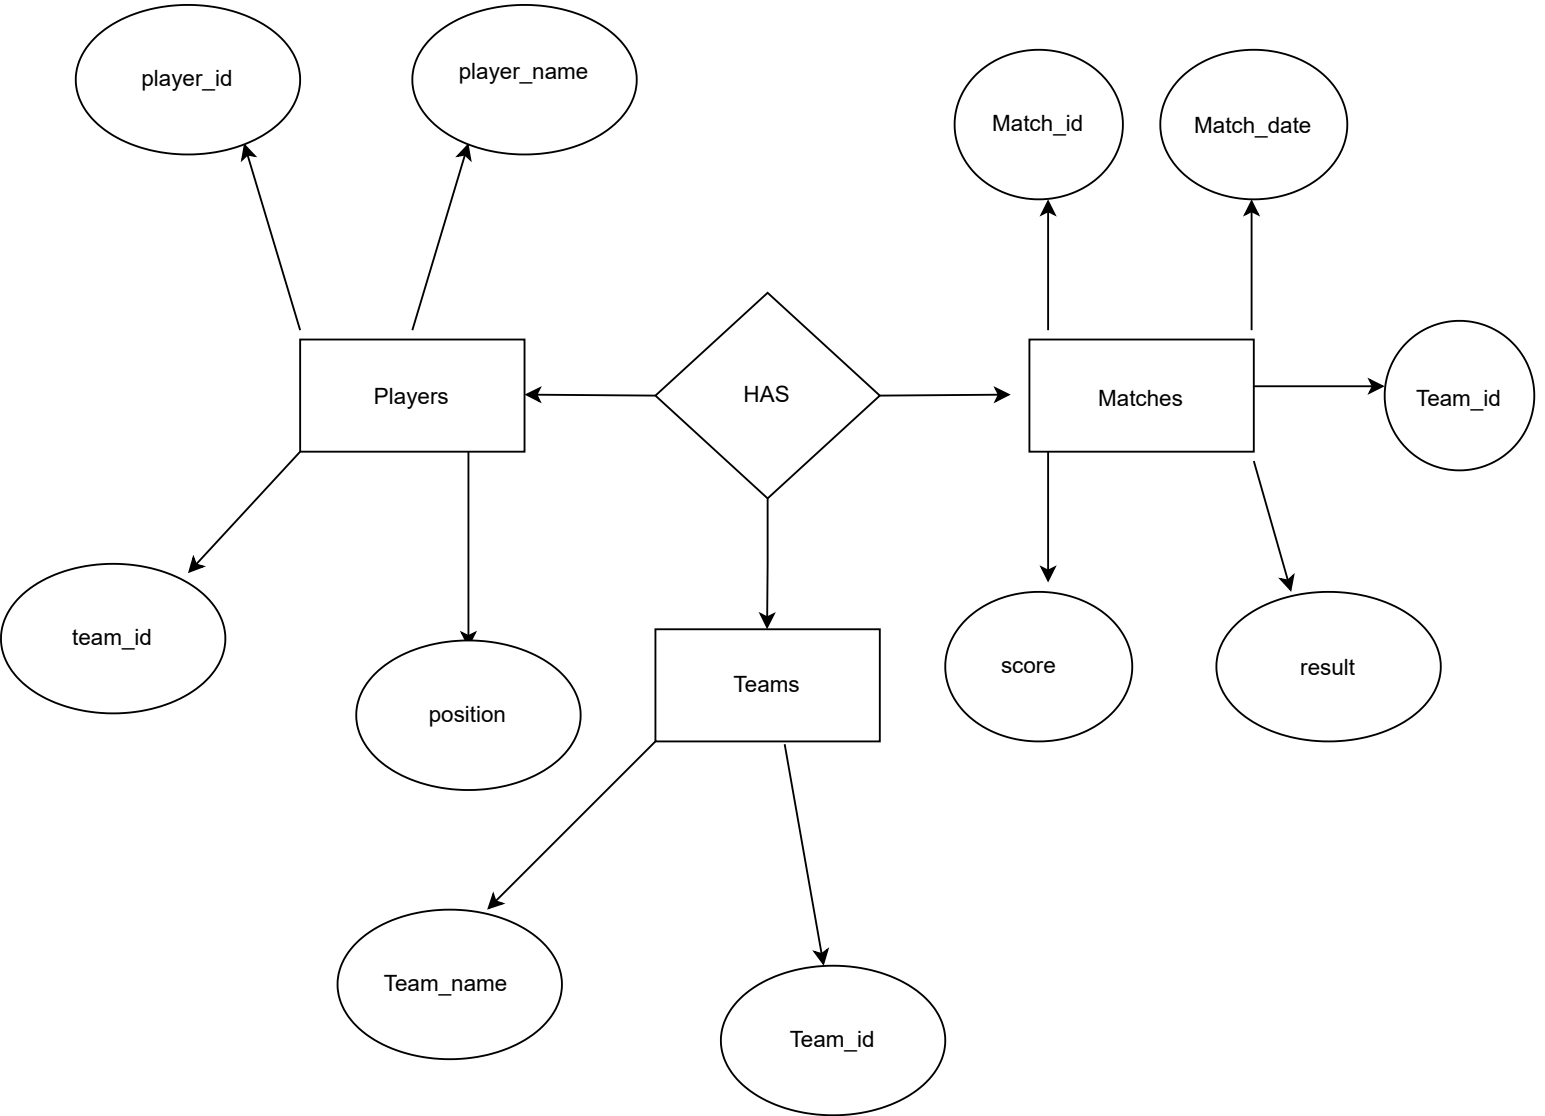 player_id
player_name
Match_id
Match_date
Players
HAS
Matches
Team_id
team_id
position
Teams
score
result
Team_name
Team_id